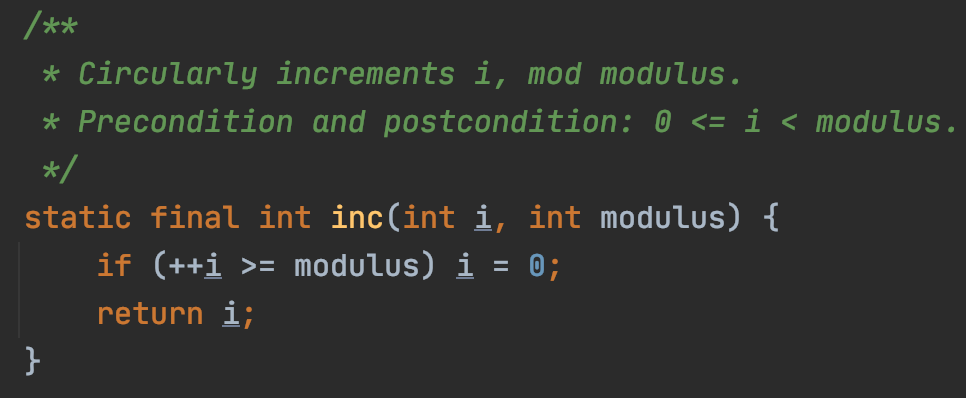 /**
 * Circularly increments i, mod modulus.
 * Precondition and postcondition: 0 <= i < modulus.
 */
static final int inc(int i, int modulus) {
    if (++i >= modulus) i = 0;
    return i;
}